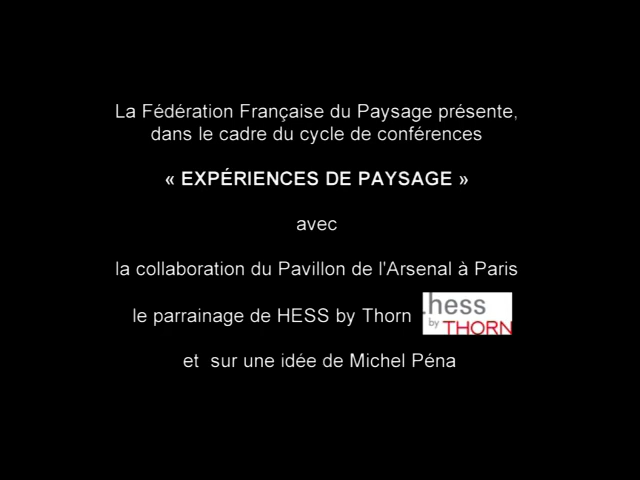 La Fédération Française du Paysage présente,
dans le cadre du cycle de conférences
« EXPÉRIENCES DE PAYSAGE »
avec
la collaboration du Pavillon de l'Arsenal à Paris
le parrainage de HESS by Thorn .hess
by THORN
et sur une idée de Michel Péna